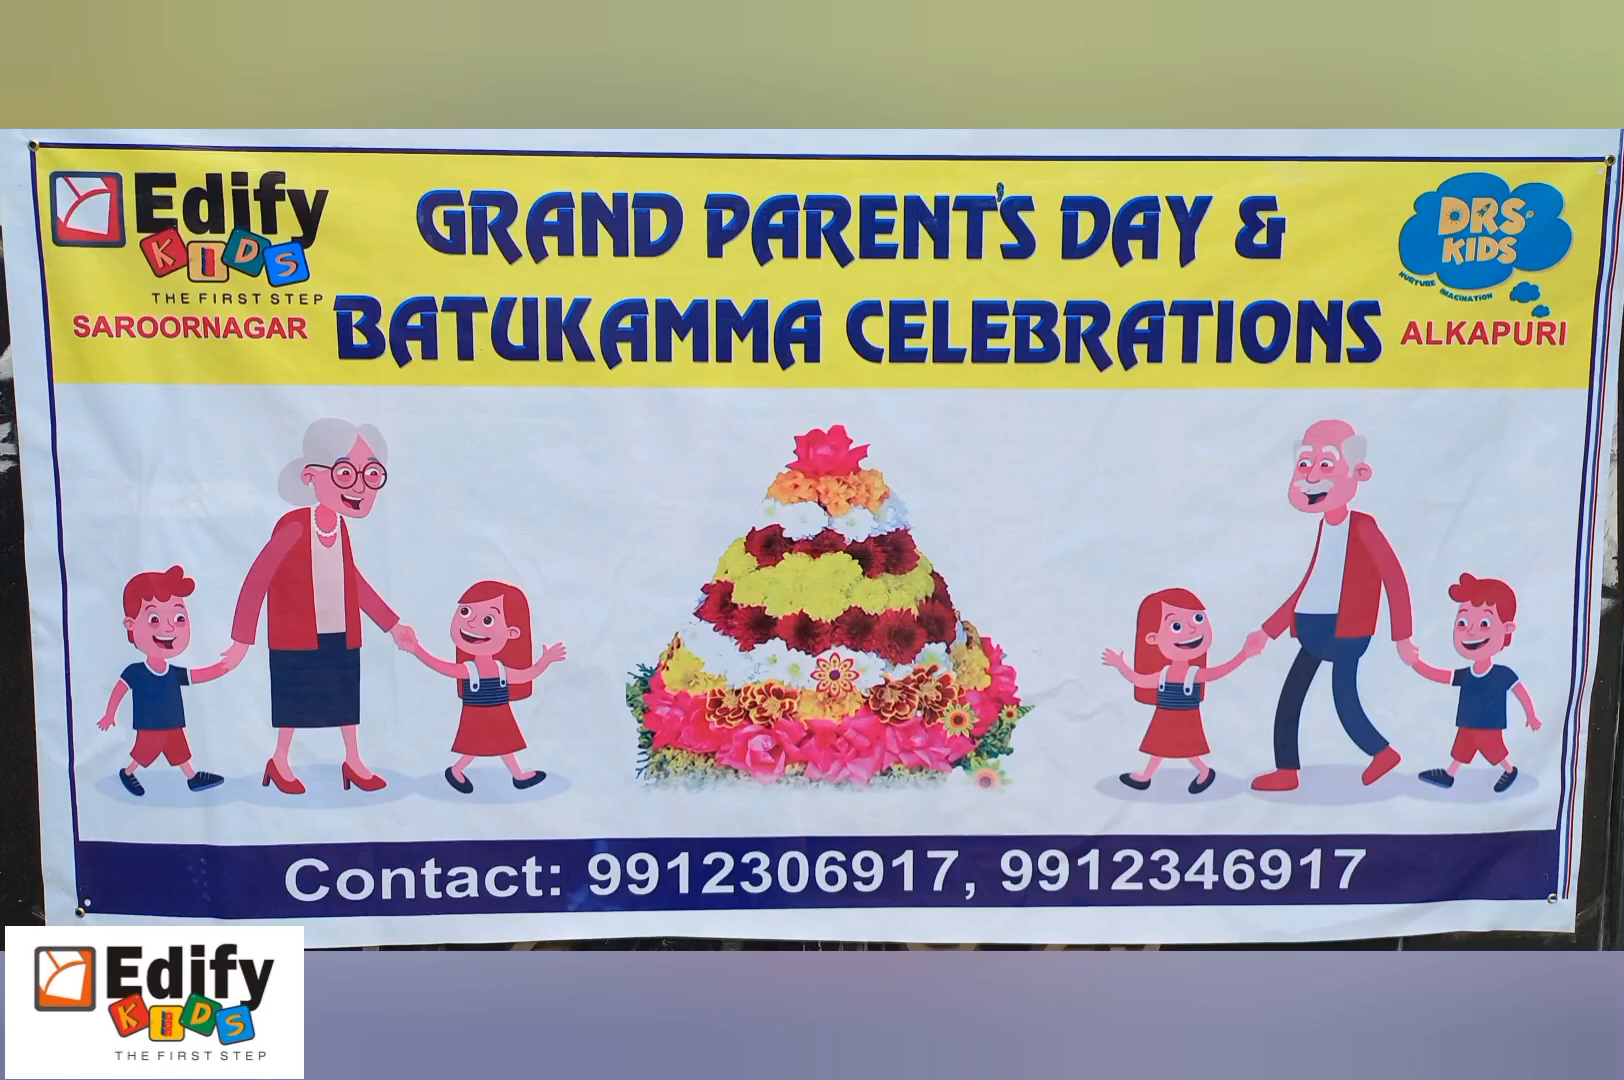 Edify
KIDS
THE FIRST STEP
SAROORNAGAR
GRAND PARENT'S DAY &
BATUKAMMA CELEBRATIONS
DRS
KIDS
NURTURE IMAGINATION
ALKAPURI
Contact: 9912306917, 9912346917
Edify
KIDS
THE FIRST STEP